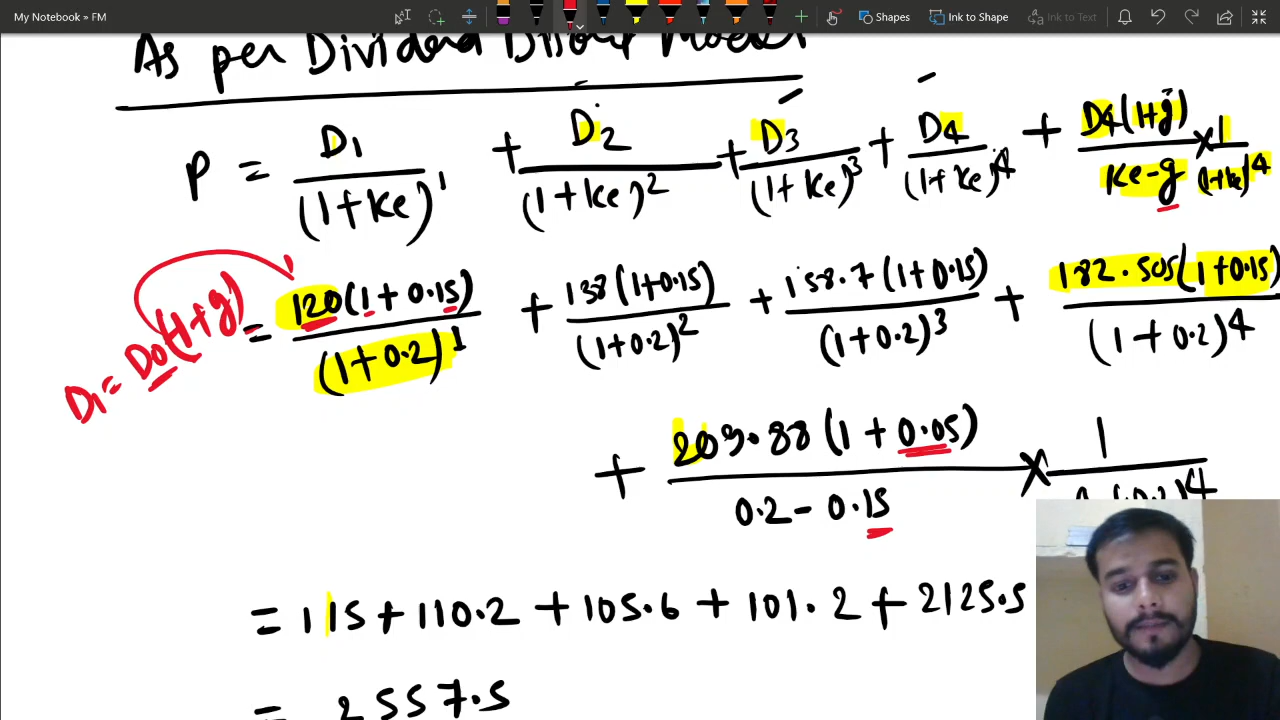 My Notebook » FM
Shapes Ink to Shape Ink to Text
As per Dividend Disount Model
P = D1/(1+ke)^1 + D2/(1+ke)^2 + D3/(1+ke)^3 + D4/(1+ke)^4 + D4(1+g)/ke-g × 1/(1+ke)^4
D1 = D0(1+g)
= 120(1+0.15)/(1+0.2)^1 + 138(1+0.15)/(1+0.2)^2 + 158.7(1+0.15)/(1+0.2)^3 + 182.505(1+0.15)/(1+0.2)^4
+ 209.88(1+0.05)/0.2-0.15 × 1
= 115+110.2+105.6+101.2+2125.5
= 2557.5